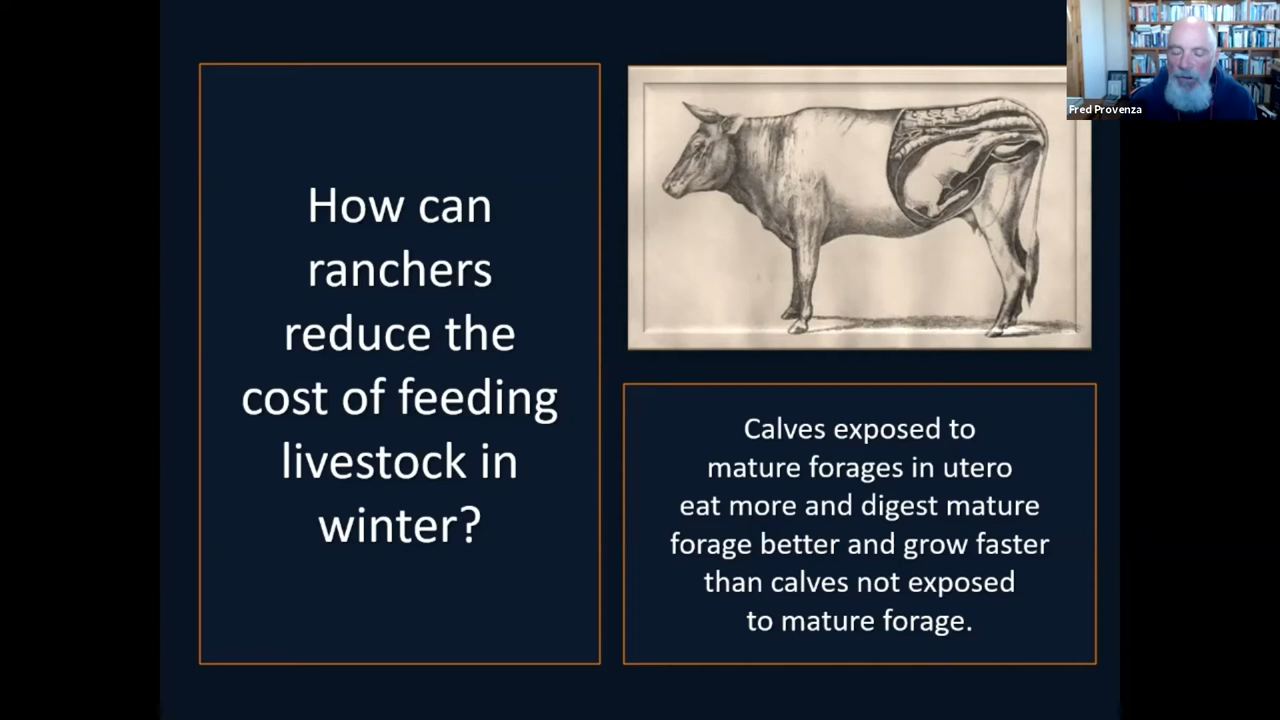 How can
ranchers
reduce the
cost of feeding
livestock in
winter?
Fred Provenza
Calves exposed to
mature forages in utero
eat more and digest mature
forage better and grow faster
than calves not exposed
to mature forage.